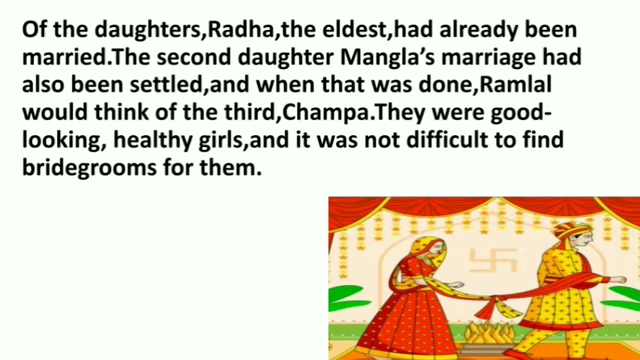 Of the daughters,Radha,the eldest,had already been
married.The second daughter Mangla’s marriage had
also been settled,and when that was done,Ramlal
would think of the third,Champa.They were good-
looking, healthy girls,and it was not difficult to find
bridegrooms for them.